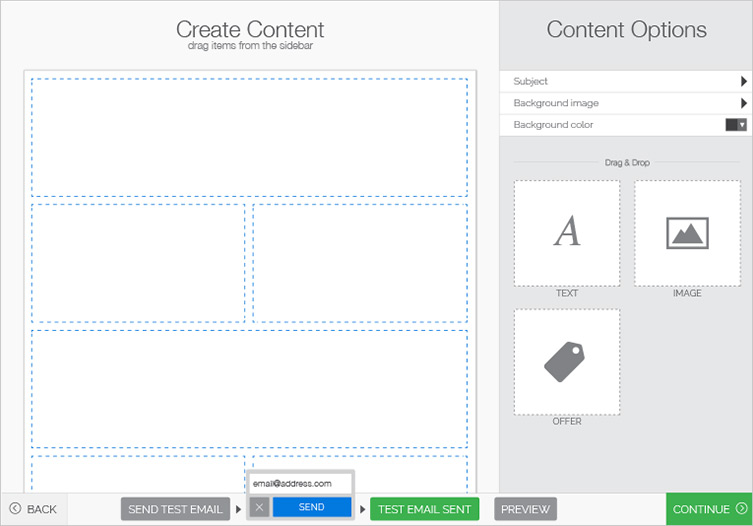 Create Content
drag items from the sidebar
Content Options
Subject
Background image
Background color
Drag & Drop
A
TEXT
IMAGE
OFFER
email@address.com
SEND
BACK
SEND TEST EMAIL
TEST EMAIL SENT
PREVIEW
CONTINUE